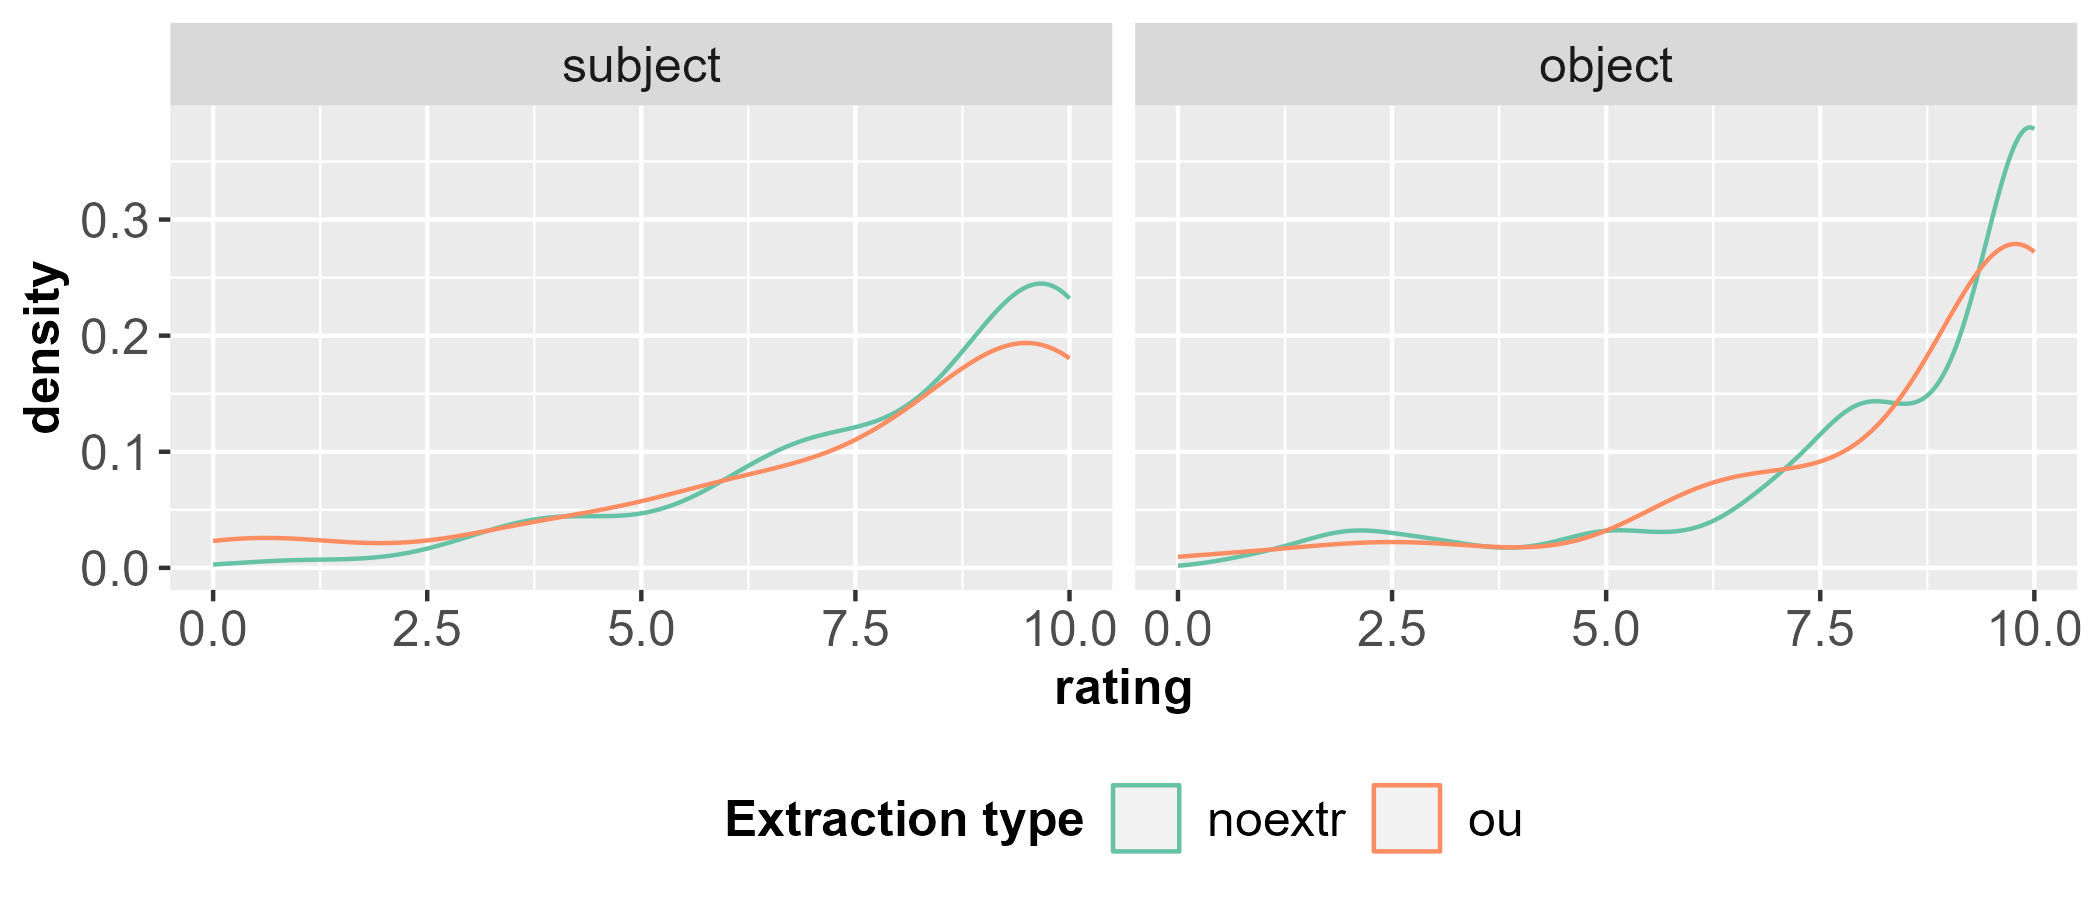 subject object
0.3
0.2
0.1
0.0
density
0.0 2.5 5.0 7.5 10.0 0.0 2.5 5.0 7.5 10.0
rating
Extraction type noextr ou